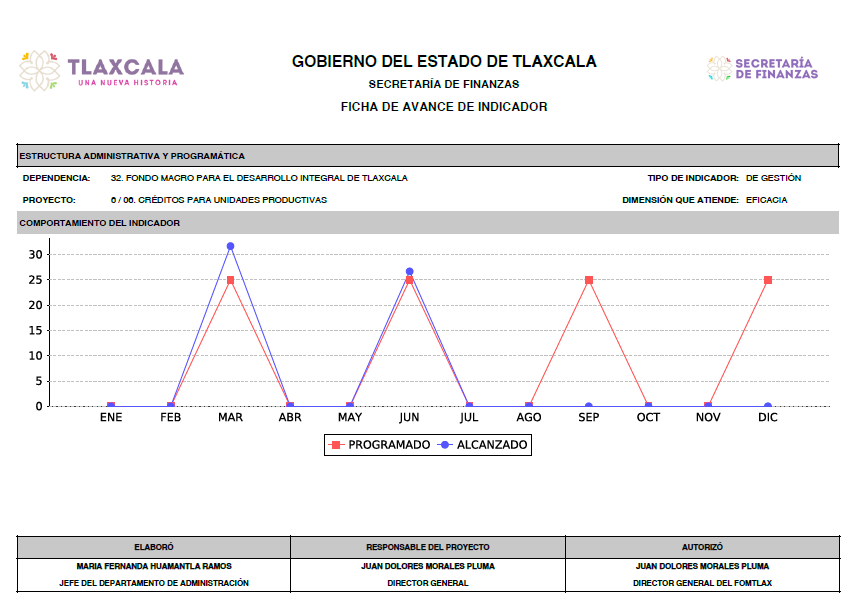 TLAXCALA
UNA NUEVA HISTORIA
GOBIERNO DEL ESTADO DE TLAXCALA
SECRETARÍA DE FINANZAS
FICHA DE AVANCE DE INDICADOR
SECRETARÍA
DE FINANZAS
ESTRUCTURA ADMINISTRATIVA Y PROGRAMÁTICA
DEPENDENCIA: 32. FONDO MACRO PARA EL DESARROLLO INTEGRAL DE TLAXCALA TIPO DE INDICADOR: DE GESTIÓN
PROYECTO: 6 / 06. CRÉDITOS PARA UNIDADES PRODUCTIVAS DIMENSIÓN QUE ATIENDE: EFICACIA
COMPORTAMIENTO DEL INDICADOR
30
25
20
15
10
5
0
ENE FEB MAR ABR MAY JUN JUL AGO SEP OCT NOV DIC
PROGRAMADO ALCANZADO
ELABORÓ RESPONSABLE DEL PROYECTO AUTORIZÓ
MARIA FERNANDA HUAMANTLA RAMOS JUAN DOLORES MORALES PLUMA JUAN DOLORES MORALES PLUMA
JEFE DEL DEPARTAMENTO DE ADMINISTRACIÓN DIRECTOR GENERAL DIRECTOR GENERAL DEL FOMTLAX